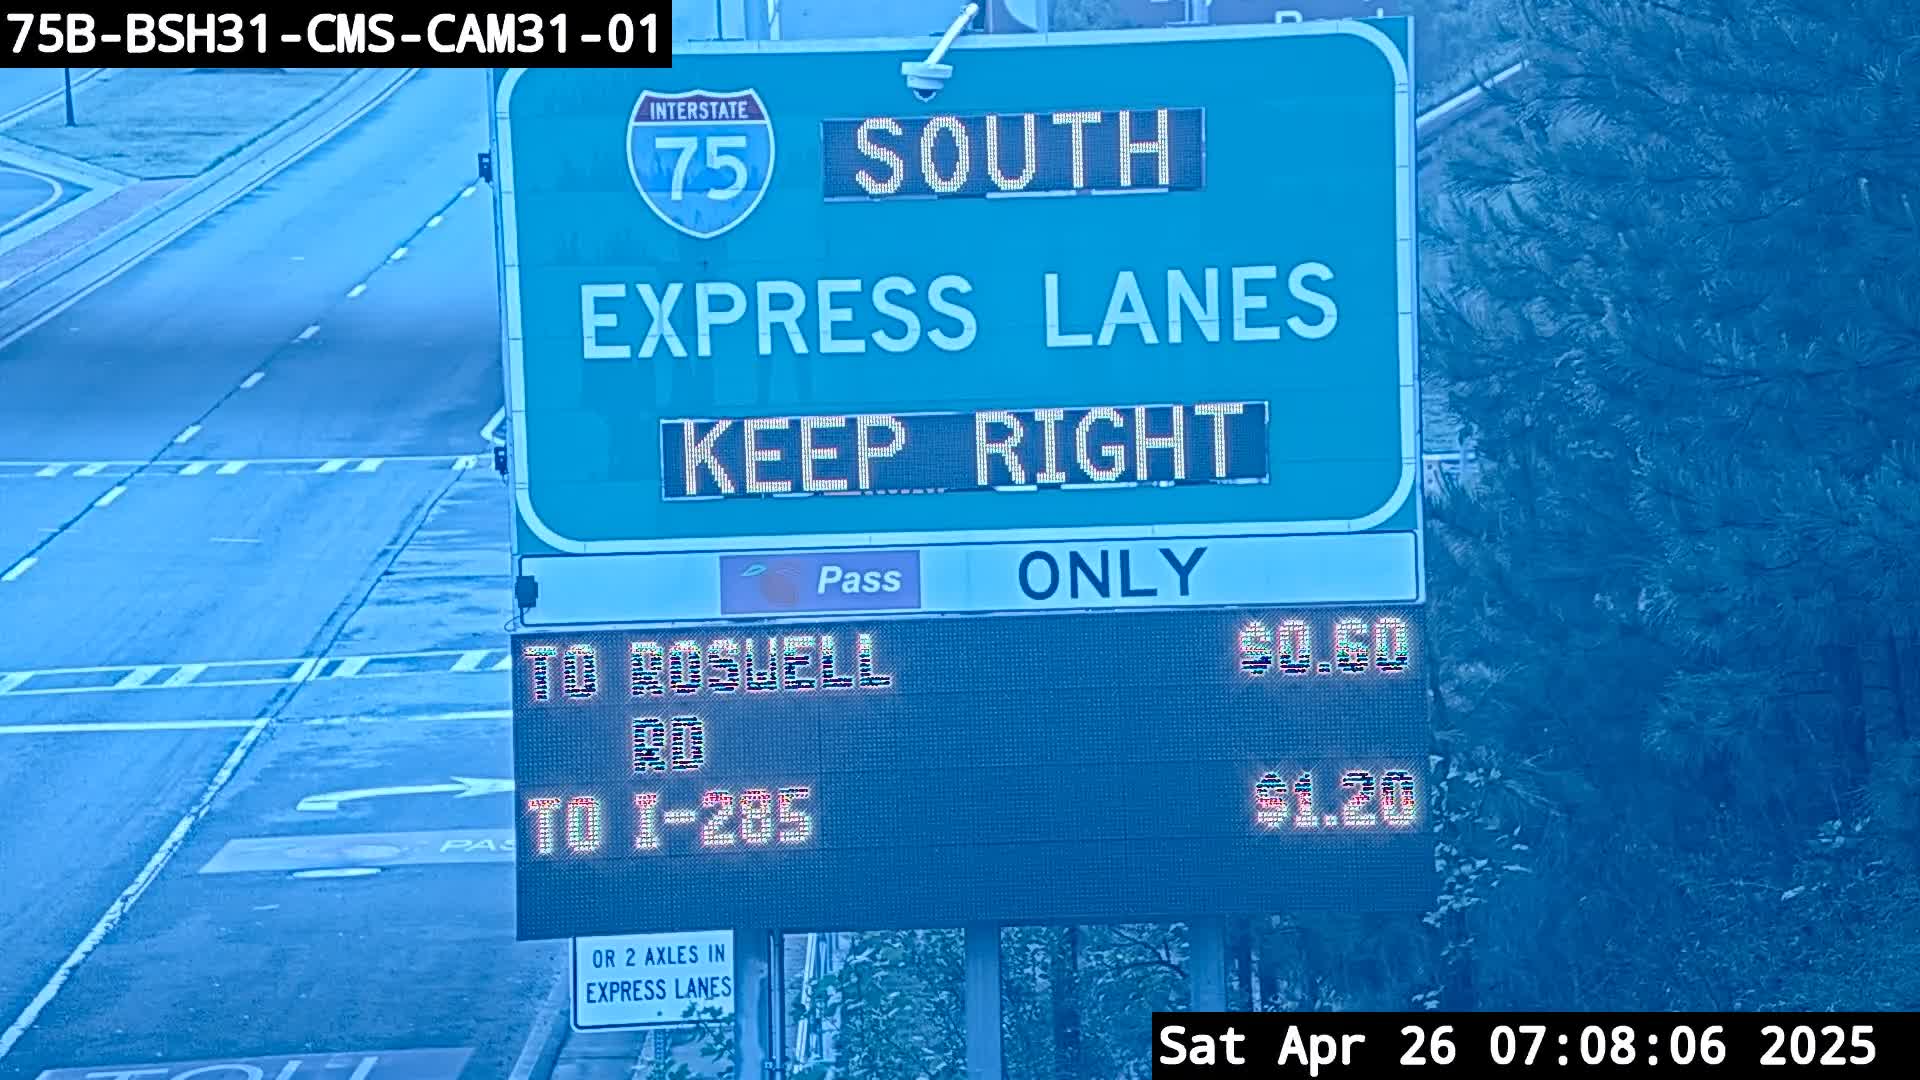 75B-BSH31-CMS-CAM31-01
INTERSTATE
75
SOUTH
EXPRESS LANES
KEEP RIGHT
Pass ONLY
TO ROSWELL $0.60
RD
TO I-285 $1.20
OR 2 AXLES IN
EXPRESS LANES
Sat Apr 26 07:08:06 2025